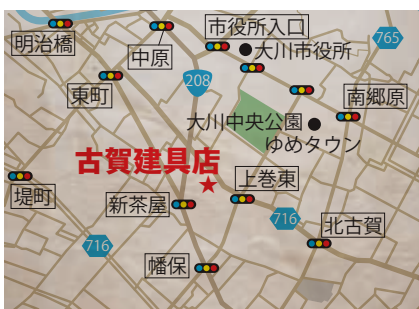 市役所入口
明治橋
中原
大川市役所
765
東町
208
南郷原
大川中央公園
ゆめタウン
古賀建具店
堤町
新茶屋
上巻東
716
北古賀
716
幡保